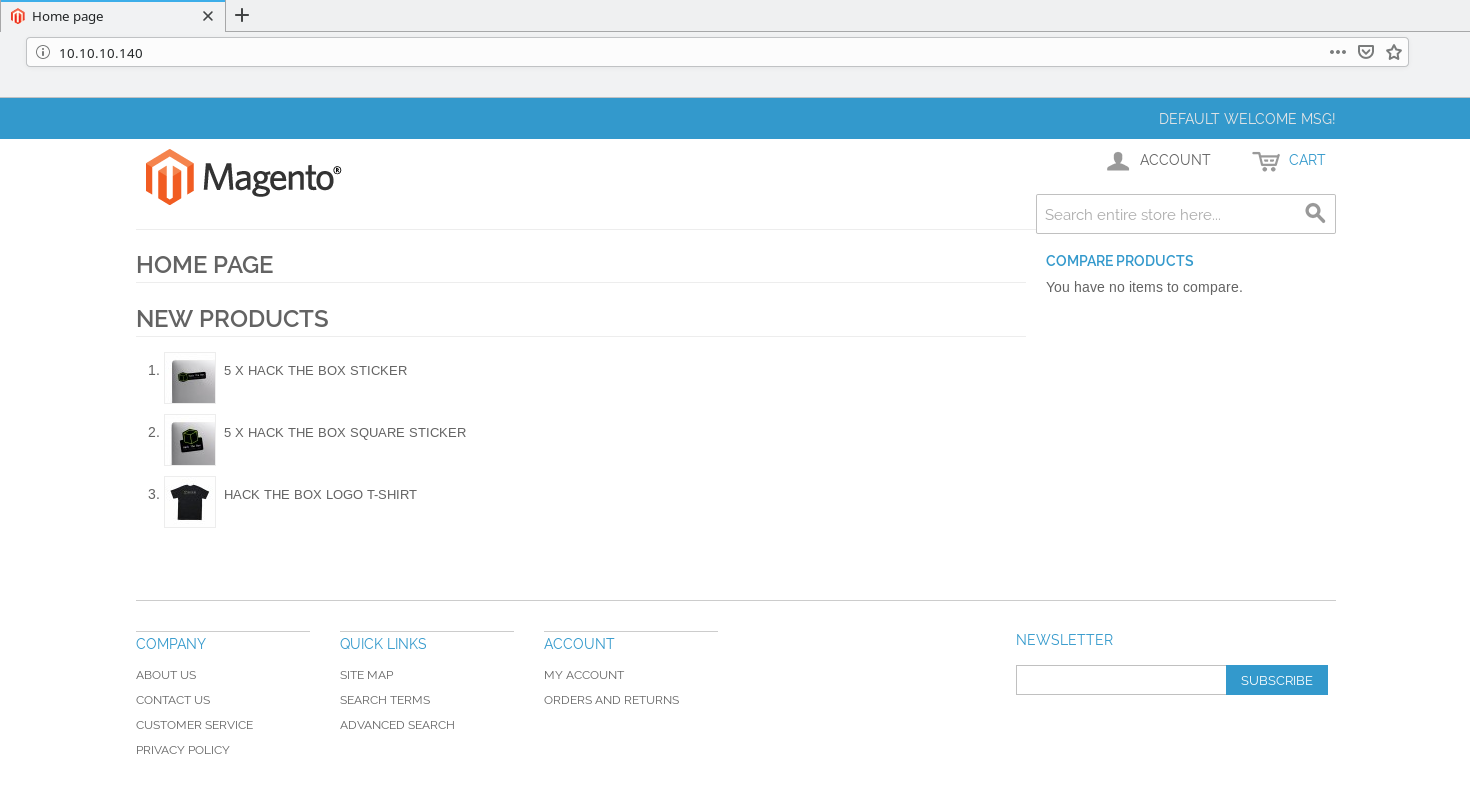 Home page
10.10.10.140
DEFAULT WELCOME MSG!
Magento®
ACCOUNT
CART
Search entire store here...
HOME PAGE
COMPARE PRODUCTS
You have no items to compare.
NEW PRODUCTS
1. 5 X HACK THE BOX STICKER
2. 5 X HACK THE BOX SQUARE STICKER
3. HACK THE BOX LOGO T-SHIRT
COMPANY
ABOUT US
CONTACT US
CUSTOMER SERVICE
PRIVACY POLICY
QUICK LINKS
SITE MAP
SEARCH TERMS
ADVANCED SEARCH
ACCOUNT
MY ACCOUNT
ORDERS AND RETURNS
NEWSLETTER
SUBSCRIBE